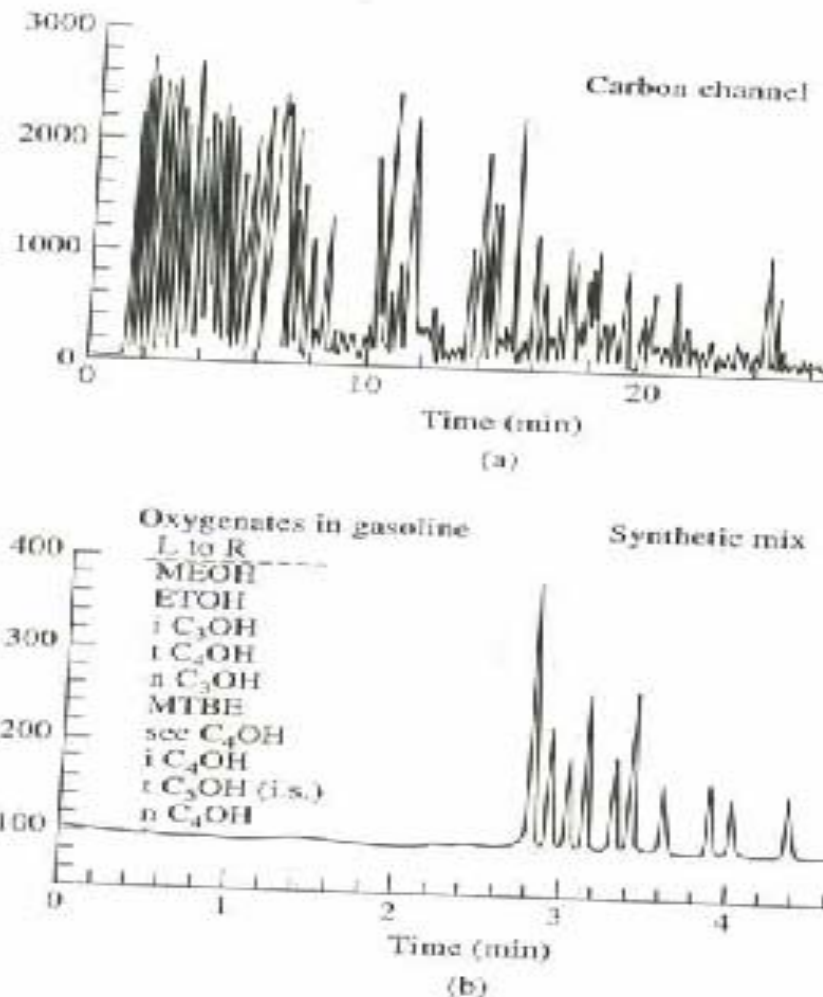 3000
Carbon channel
2000
1000
0
0
10
20
Time (min)
(a)
Oxygenates in gasoline
Synthetic mix
L to R
400
MEOH
ETOH
i C₃OH
300
t C₄OH
n C₃OH
MTBE
200
sec C₄OH
i C₄OH
t C₅OH (i.s.)
100
n C₄OH
0
1
2
3
4
Time (min)
(b)